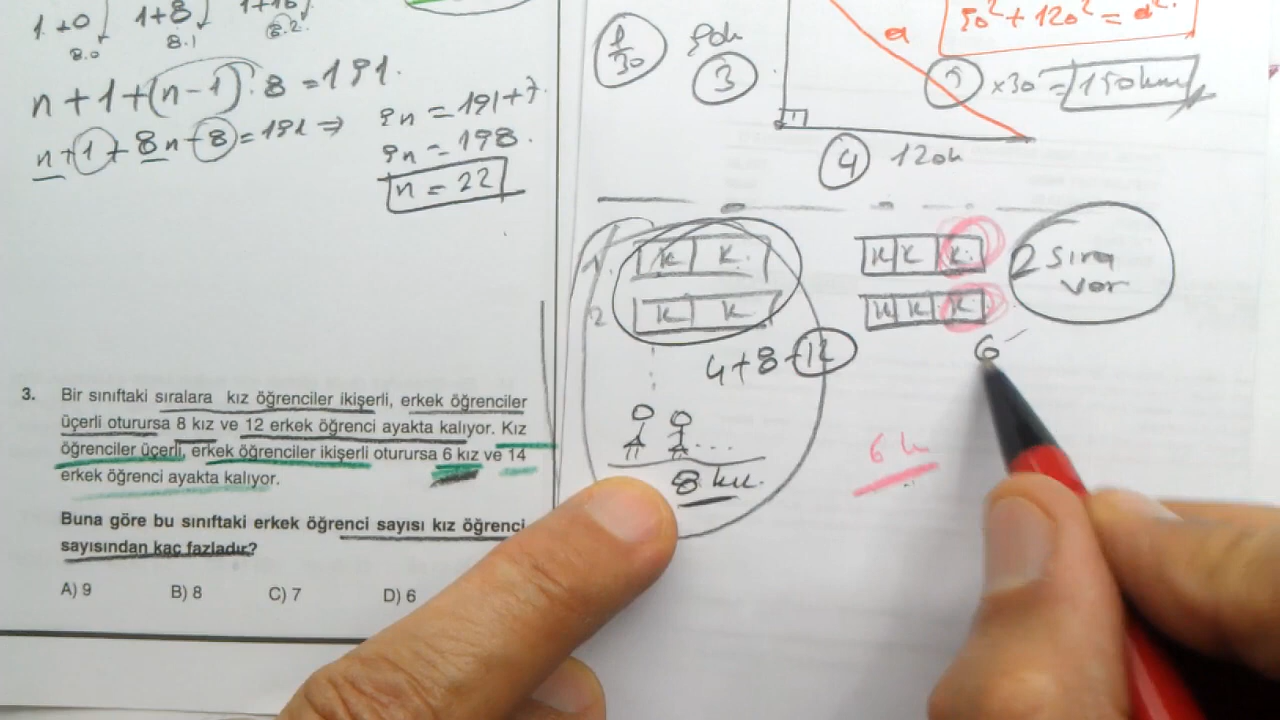 1+0
1+8
1+16
8.0
8.1
8.2
n+1+(n-1).8=191.
n+1+8n-8=191⇒
9n=191+7.
9n=198.
n=22
3
a
90²+120²=a²
5 x30=150km
4 120k
K K
K K K
2 K K
K K K
2 sıra
var
4+8=12
6
6 k
8 kız.
3. Bir sınıftaki sıralara kız öğrenciler ikişerli, erkek öğrenciler
üçerli oturursa 8 kız ve 12 erkek öğrenci ayakta kalıyor. Kız
öğrenciler üçerli, erkek öğrenciler ikişerli oturursa 6 kız ve 14
erkek öğrenci ayakta kalıyor.
Buna göre bu sınıftaki erkek öğrenci sayısı kız öğrenci
sayısından kaç fazladır?
A) 9 B) 8 C) 7 D) 6